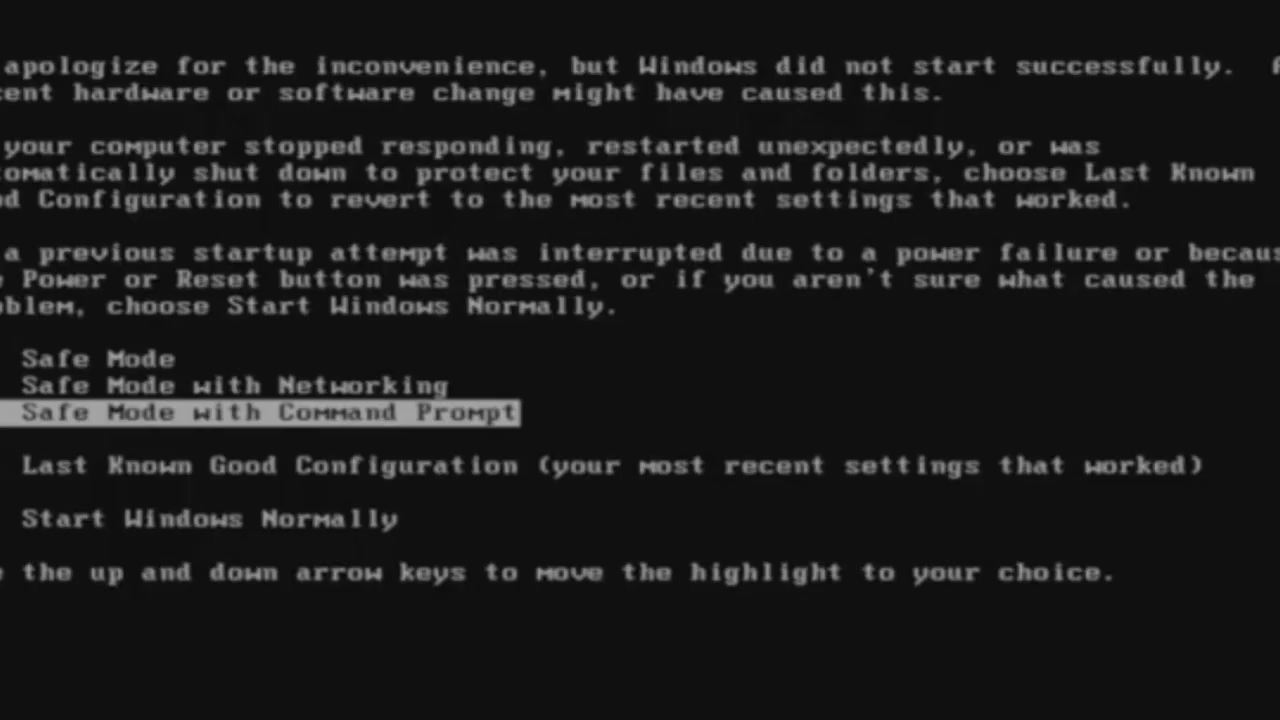 apologize for the inconvenience, but Windows did not start successfully. A
cent hardware or software change might have caused this.
your computer stopped responding, restarted unexpectedly, or was
tomatically shut down to protect your files and folders, choose Last Known
od Configuration to revert to the most recent settings that worked.
a previous startup attempt was interrupted due to a power failure or becaus
e Power or Reset button was pressed, or if you aren't sure what caused the
oblem, choose Start Windows Normally.
Safe Mode
Safe Mode with Networking
Safe Mode with Command Prompt
Last Known Good Configuration (your most recent settings that worked)
Start Windows Normally
e the up and down arrow keys to move the highlight to your choice.